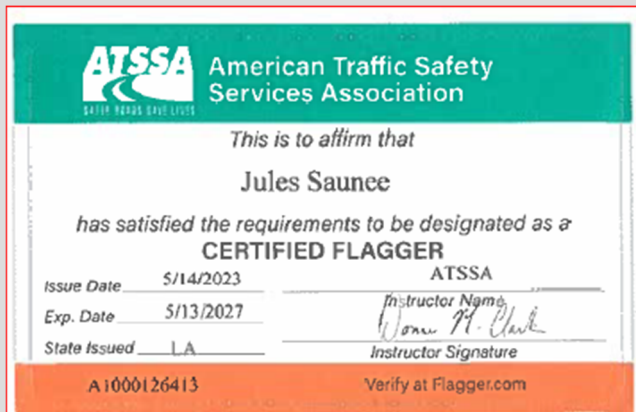 ATSSA
SAFER ROADS SAVE LIVES
American Traffic Safety
Services Association
This is to affirm that
Jules Saunee
has satisfied the requirements to be designated as a
CERTIFIED FLAGGER
Issue Date 5/14/2023
ATSSA
Instructor Name
Exp. Date 5/13/2027
State Issued LA
Instructor Signature
A1000126413
Verify at Flagger.com